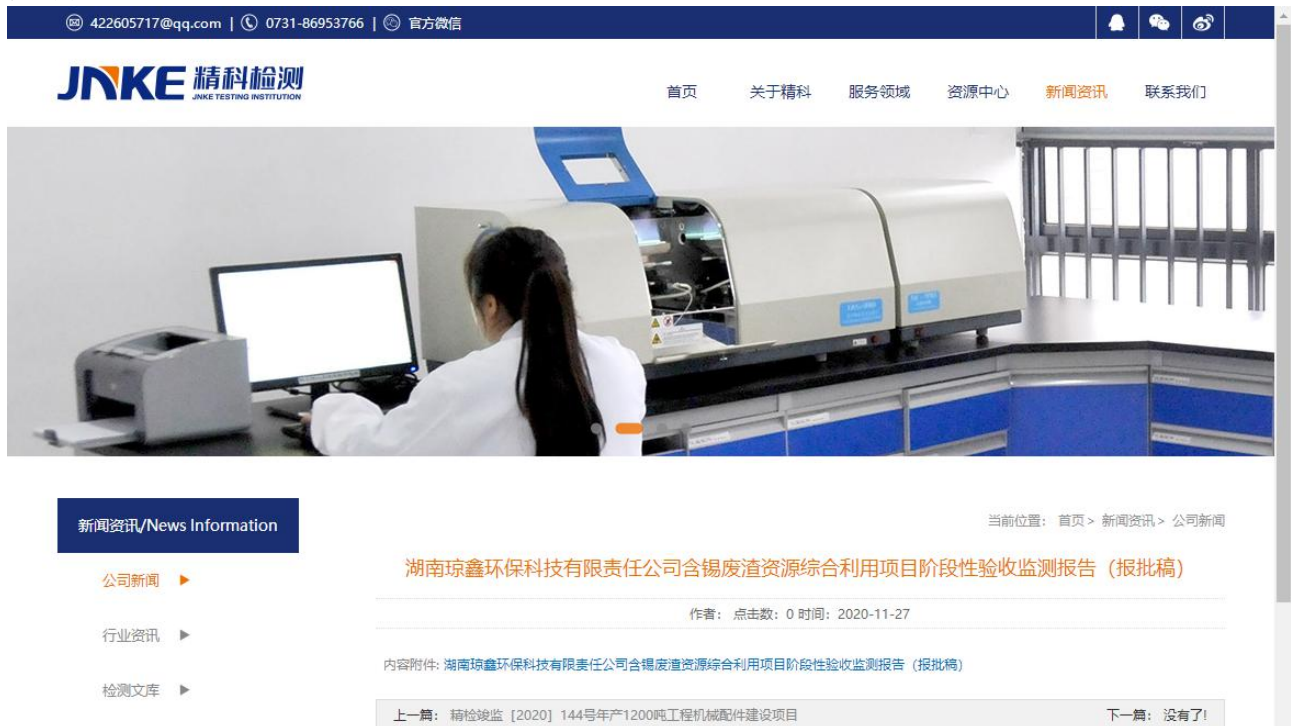 422605717@qq.com | 0731-86953766 | 官方微信
JNKE 精科检测
JNKE TESTING INSTITUTION
首页 关于精科 服务领域 资源中心 新闻资讯 联系我们
新闻资讯/News Information
当前位置： 首页 > 新闻资讯 > 公司新闻
公司新闻
行业资讯
检测文库
湖南琼鑫环保科技有限责任公司含锡废渣资源综合利用项目阶段性验收监测报告（报批稿）
作者： 点击数：0 时间：2020-11-27
内容附件: 湖南琼鑫环保科技有限责任公司含锡废渣资源综合利用项目阶段性验收监测报告（报批稿）
上一篇： 精检竣监［2020］144号年产1200吨工程机械配件建设项目
下一篇： 没有了!